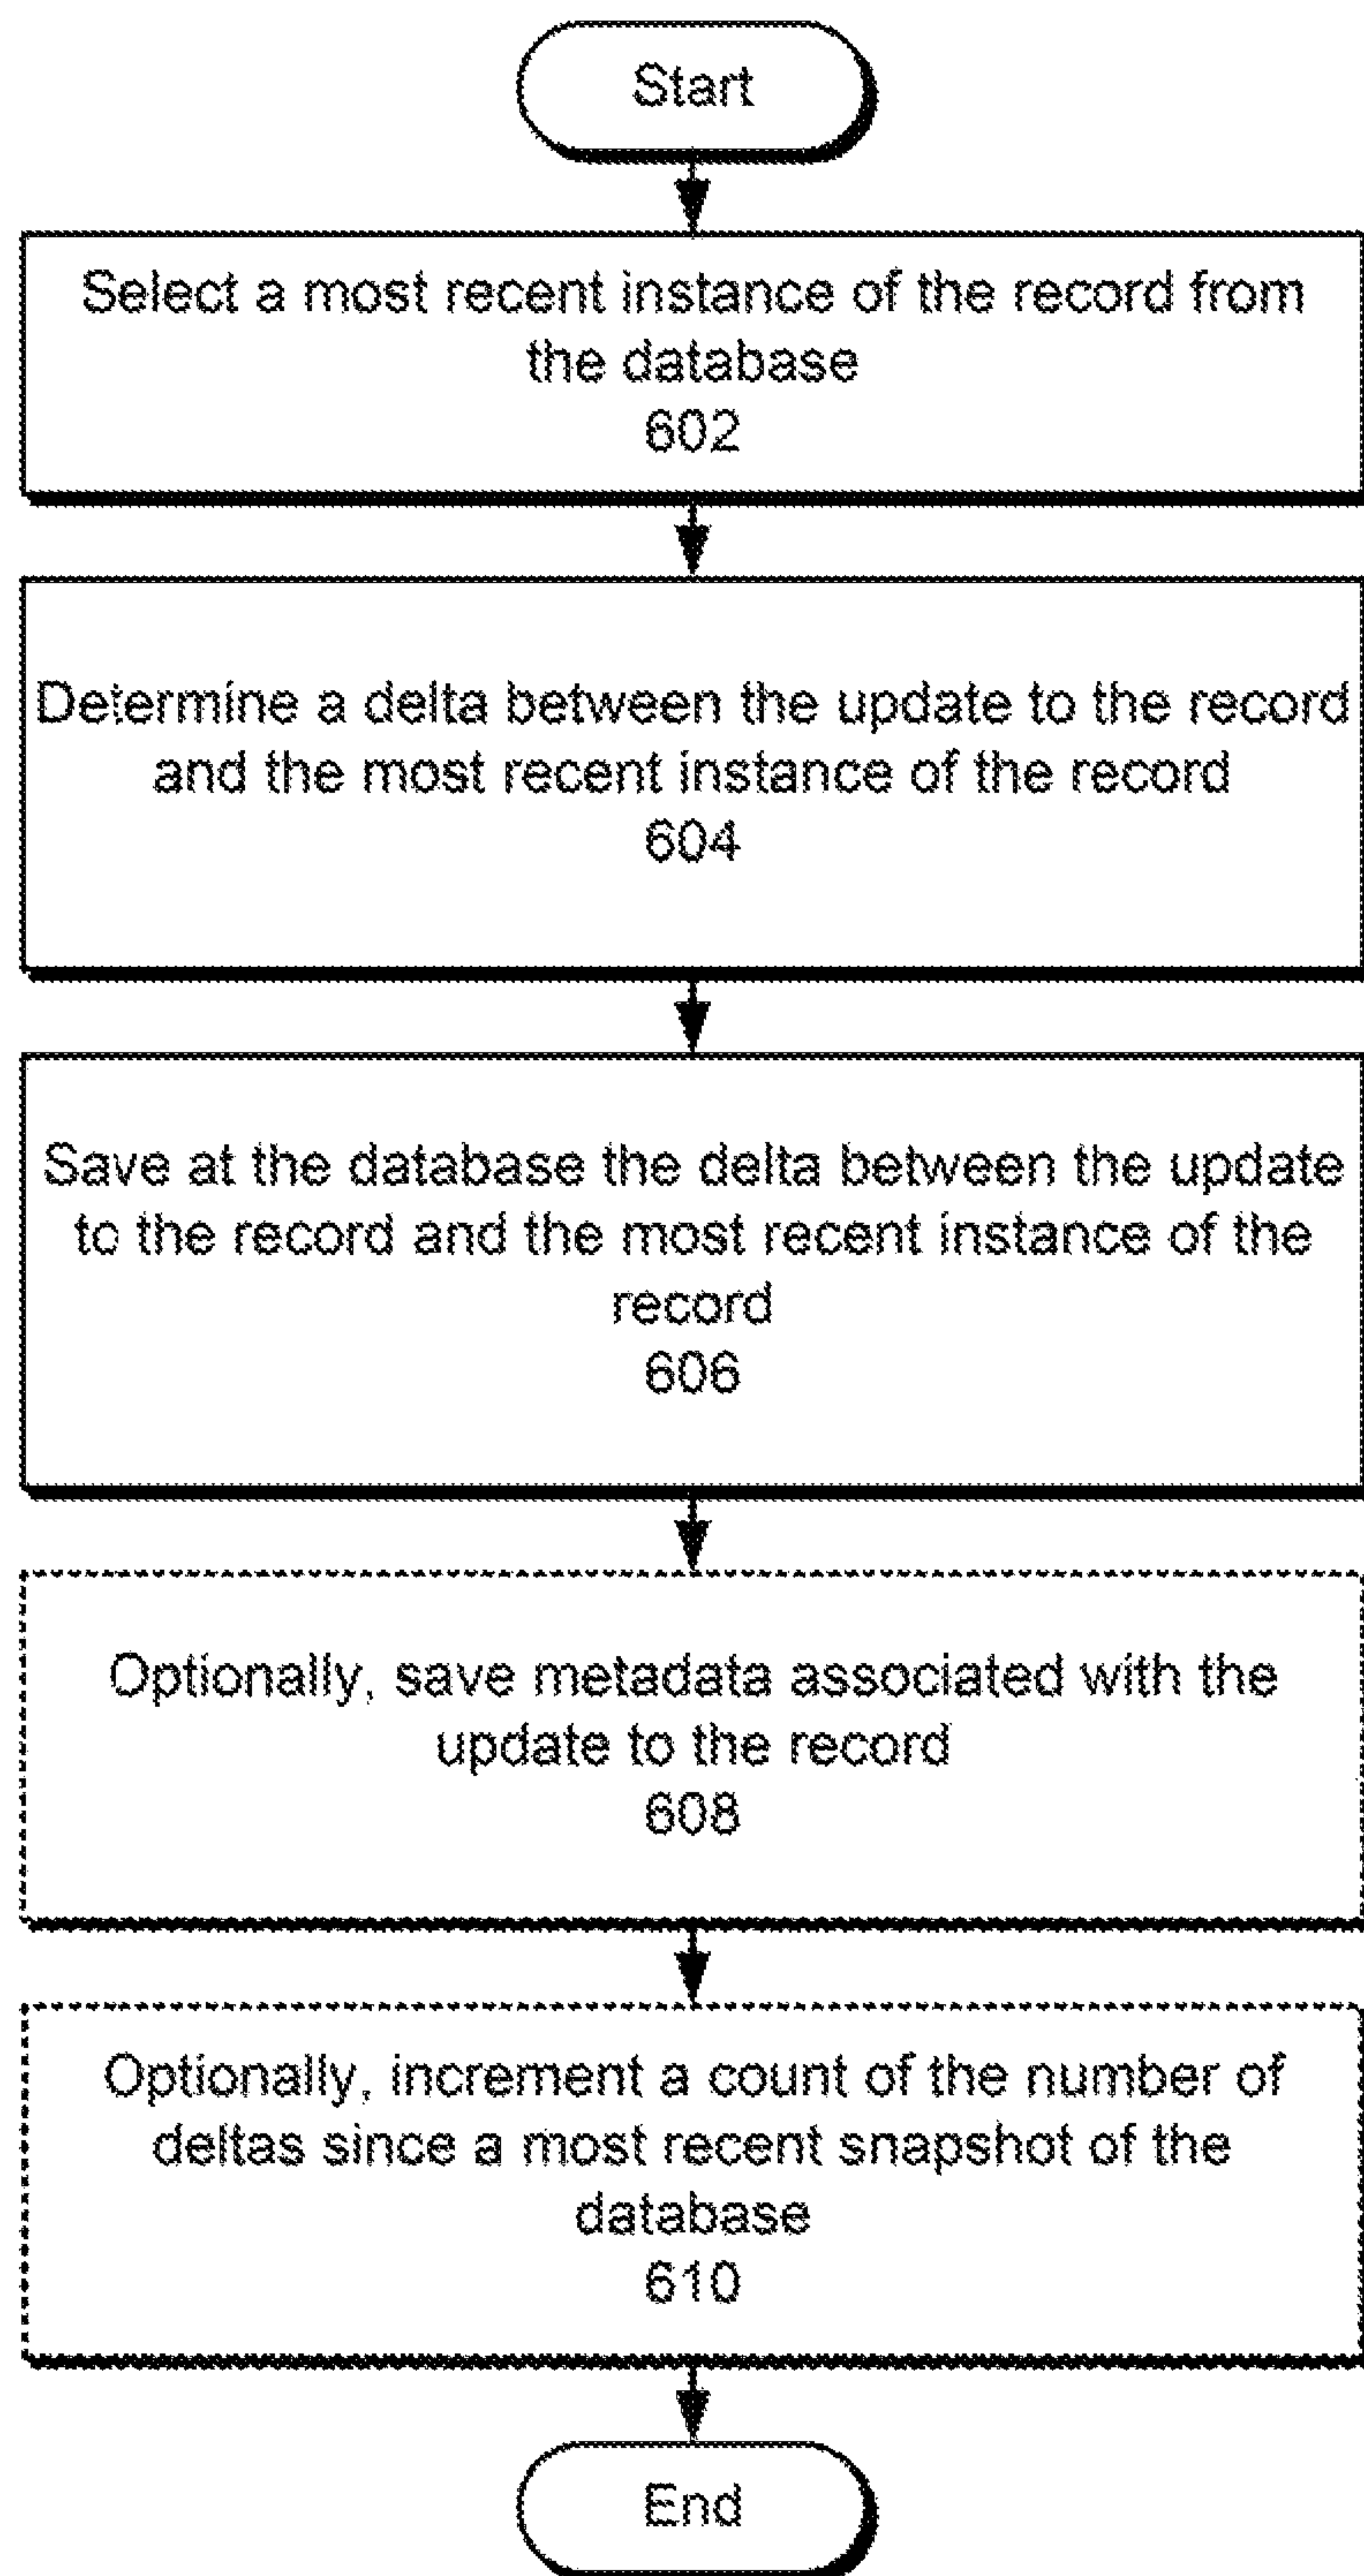 Start
Select a most recent instance of the record from
the database
602
Determine a delta between the update to the record
and the most recent instance of the record
604
Save at the database the delta between the update
to the record and the most recent instance of the
record
606
Optionally, save metadata associated with the
update to the record
608
Optionally, increment a count of the number of
deltas since a most recent snapshot of the
database
610
End